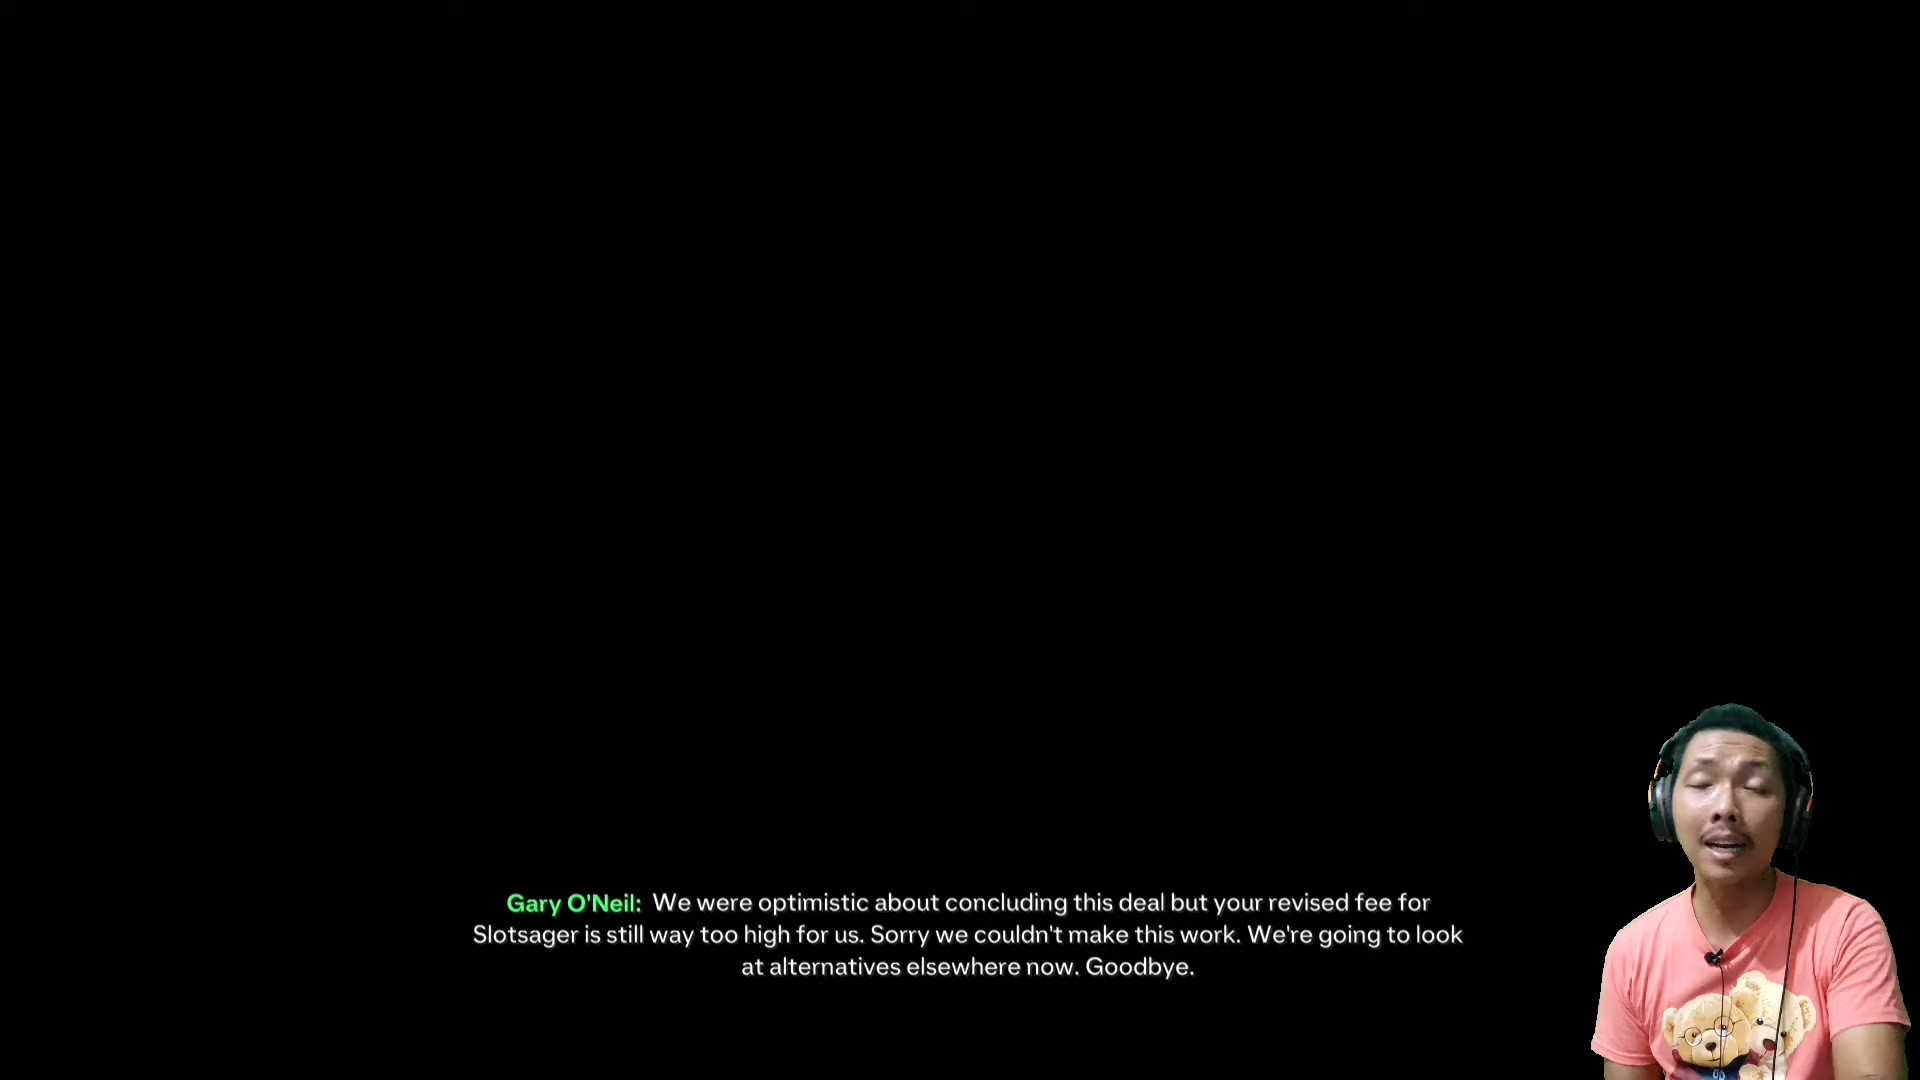 Gary O'Neil: We were optimistic about concluding this deal but your revised fee for
Slotsager is still way too high for us. Sorry we couldn't make this work. We're going to look
at alternatives elsewhere now. Goodbye.